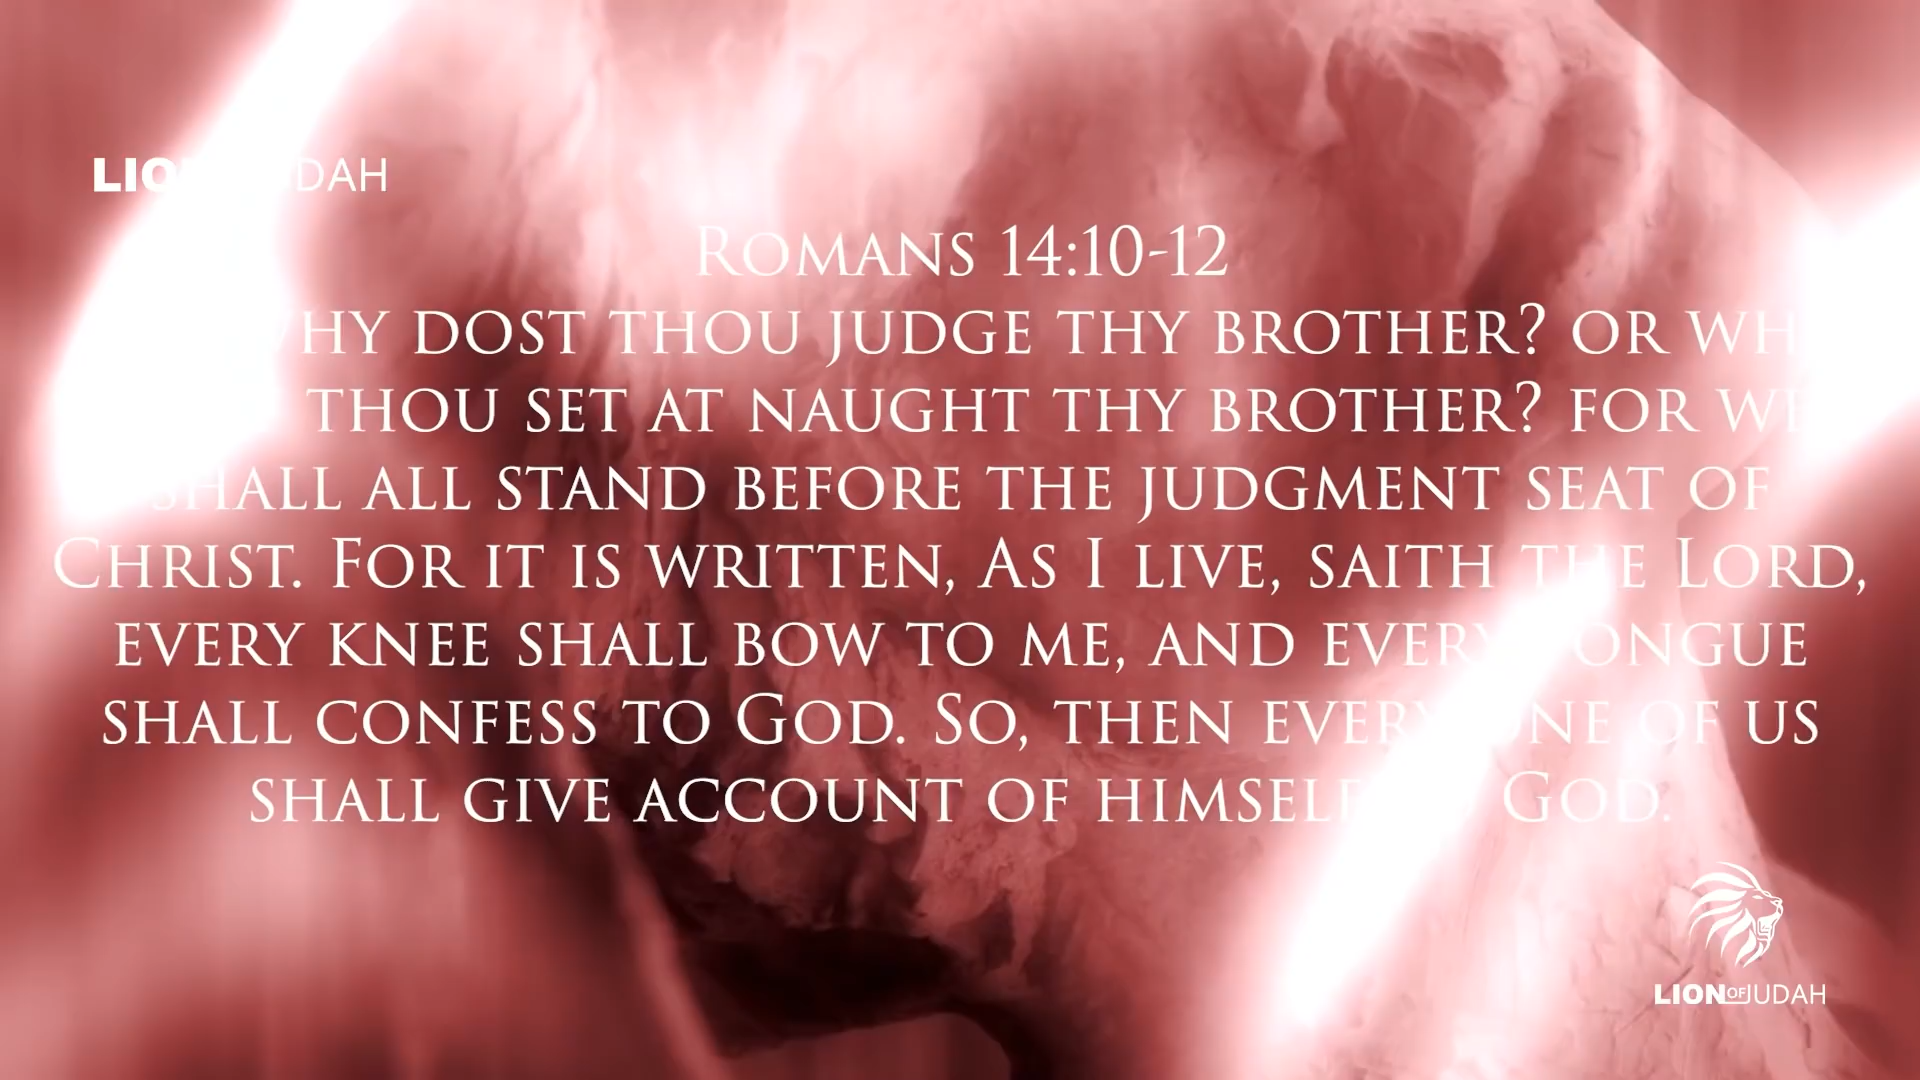 LION JUDAH
Romans 14:10-12
why dost thou judge thy brother? or
thou set at naught thy brother? for we
shall all stand before the judgment seat of
Christ. For it is written, As I live, saith the Lord,
every knee shall bow to me, and every tongue
shall confess to God. So, then every one of us
shall give account of himself God.
LION OF JUDAH